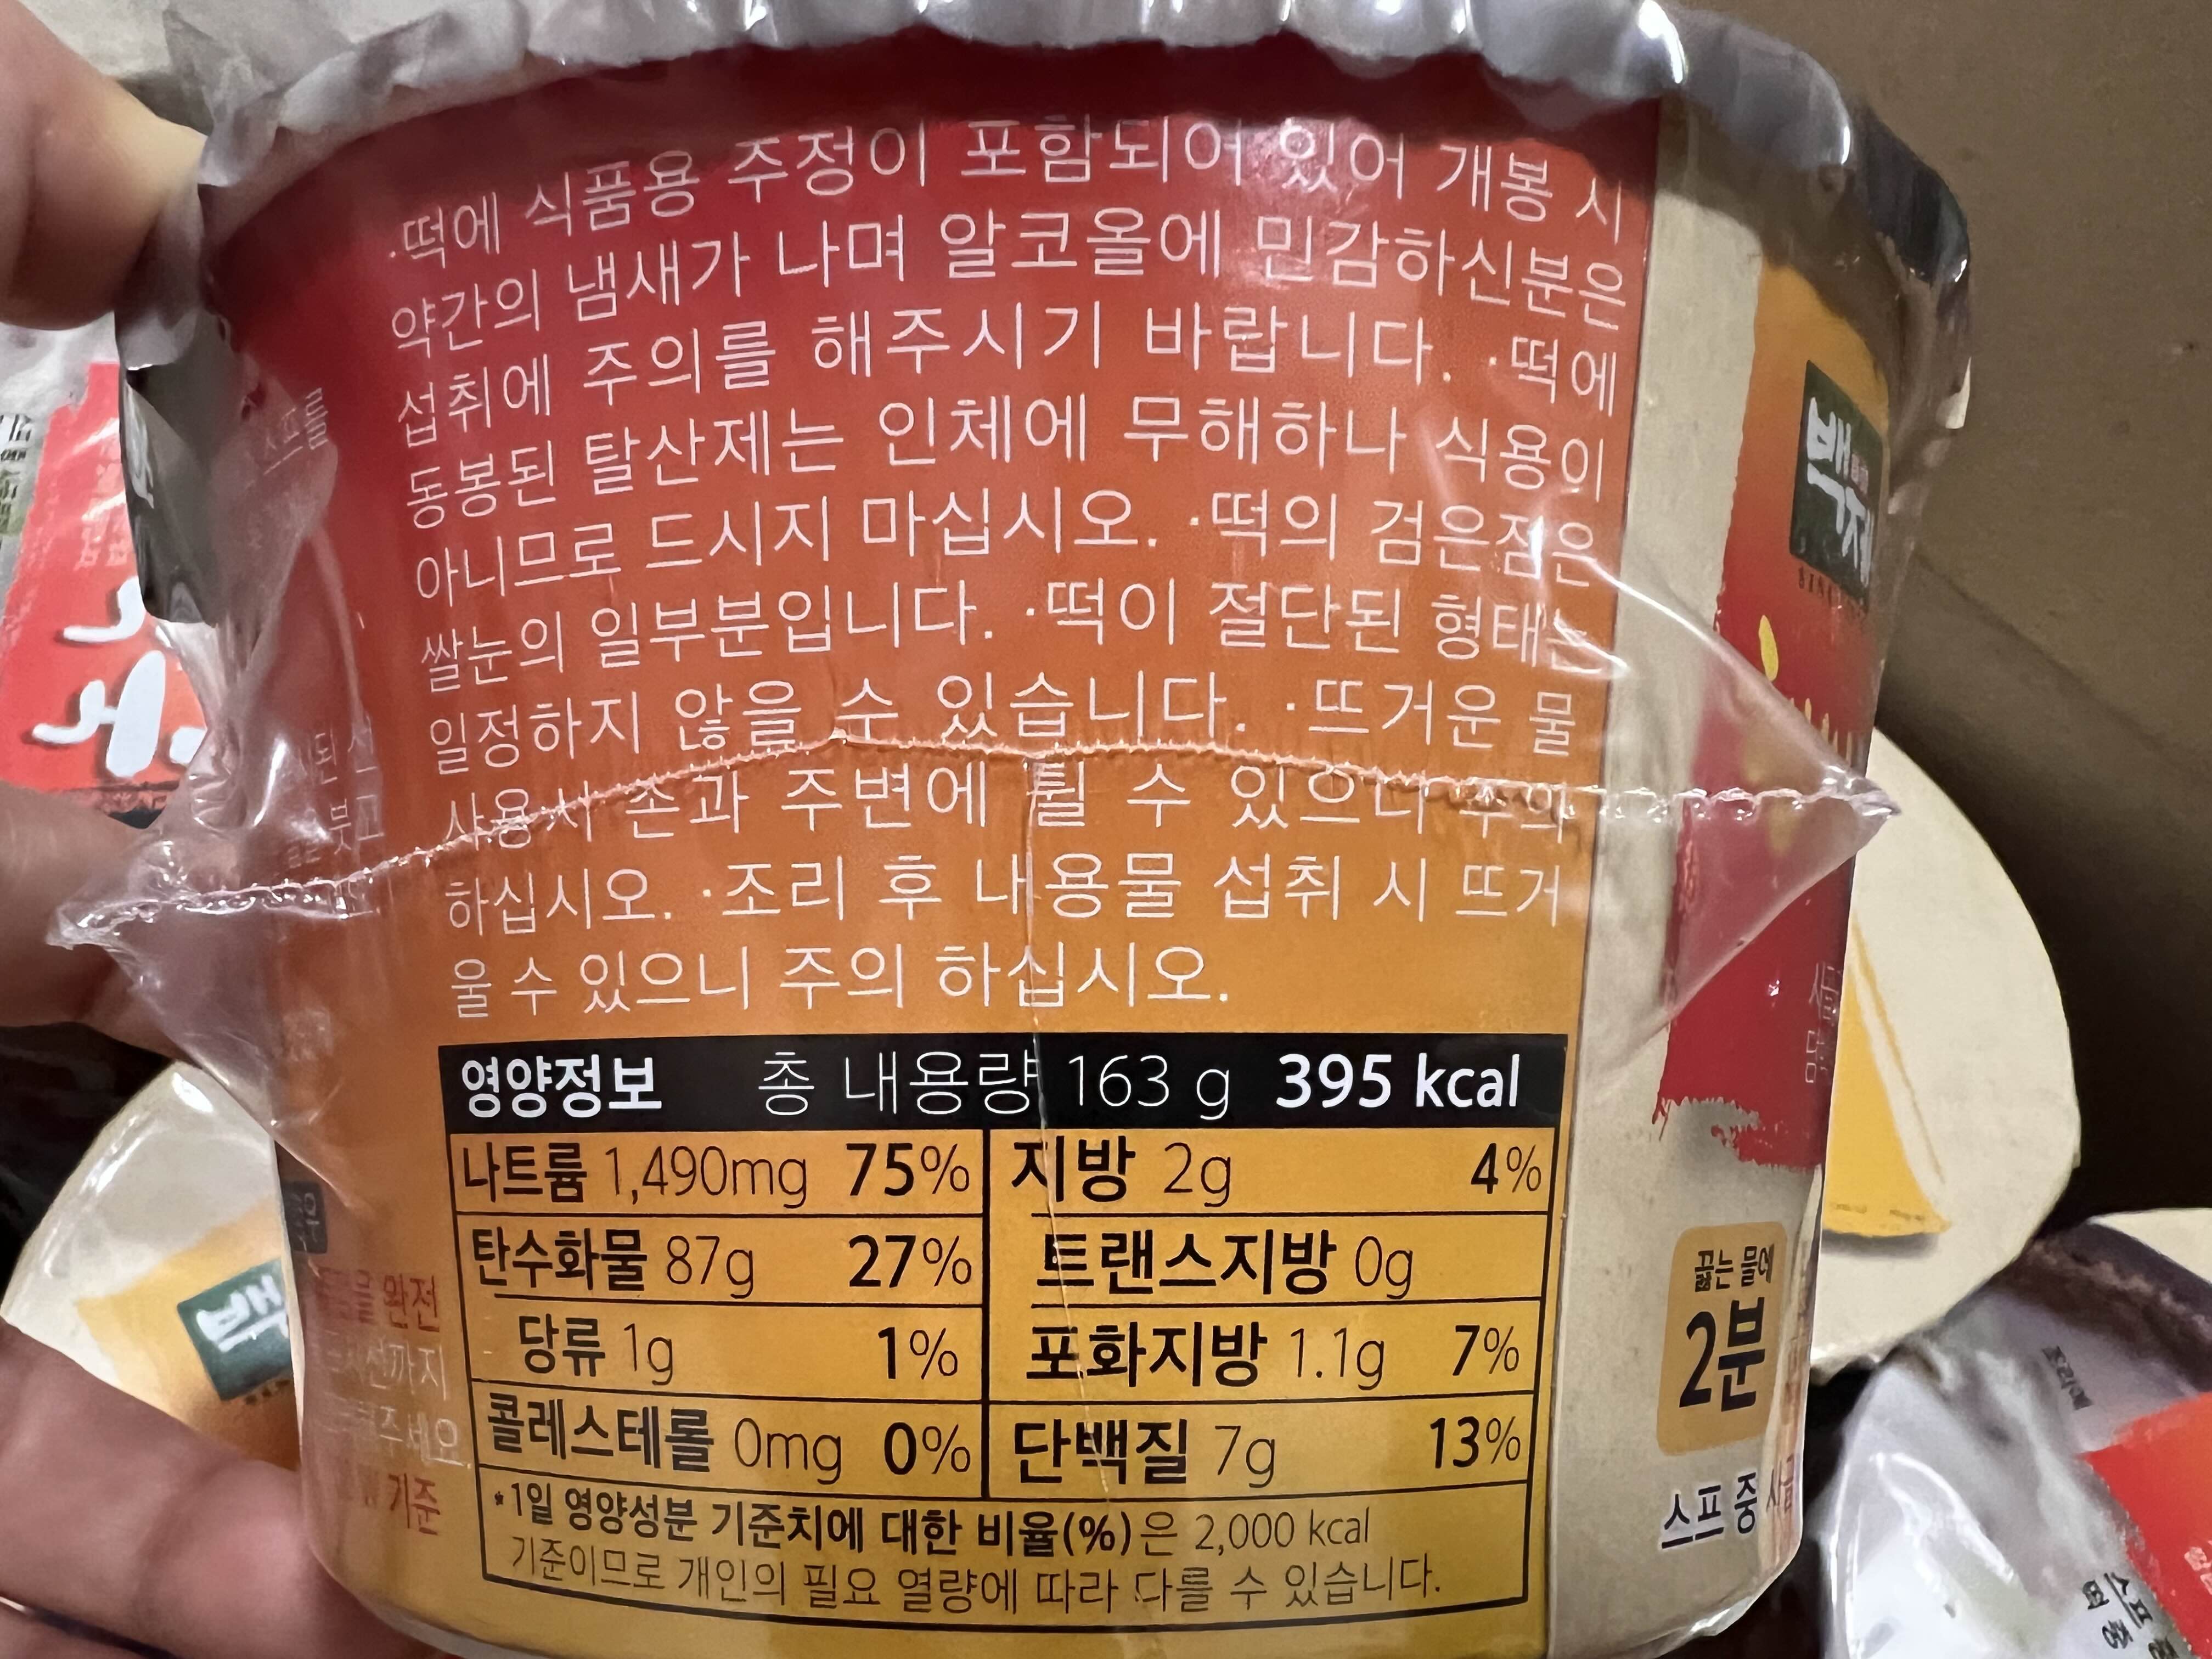 ·떡에 식품용 주정이 포함되어 있어 개봉 시
약간의 냄새가 나며 알코올에 민감하신분은
섭취에 주의를 해주시기 바랍니다. ·떡에
동봉된 탈산제는 인체에 무해하나 식용이
아니므로 드시지 마십시오. ·떡의 검은점은
쌀눈의 일부분입니다. ·떡이 절단된 형태는
일정하지 않을 수 있습니다. ·뜨거운 물
사용시 손과 주변에 튈 수 있으니 주의
하십시오. ·조리 후 내용물 섭취 시 뜨거
울 수 있으니 주의 하십시오.
영양정보 총 내용량 163 g 395 kcal
나트륨 1,490mg 75% 지방 2g 4%
탄수화물 87g 27% 트랜스지방 0g
당류 1g 1% 포화지방 1.1g 7%
콜레스테롤 0mg 0% 단백질 7g 13%
*1일 영양성분 기준치에 대한 비율(%)은 2,000 kcal
기준이므로 개인의 필요 열량에 따라 다를 수 있습니다.
스프를
완전
기준
백제
끓는 물에
2분
스프 중